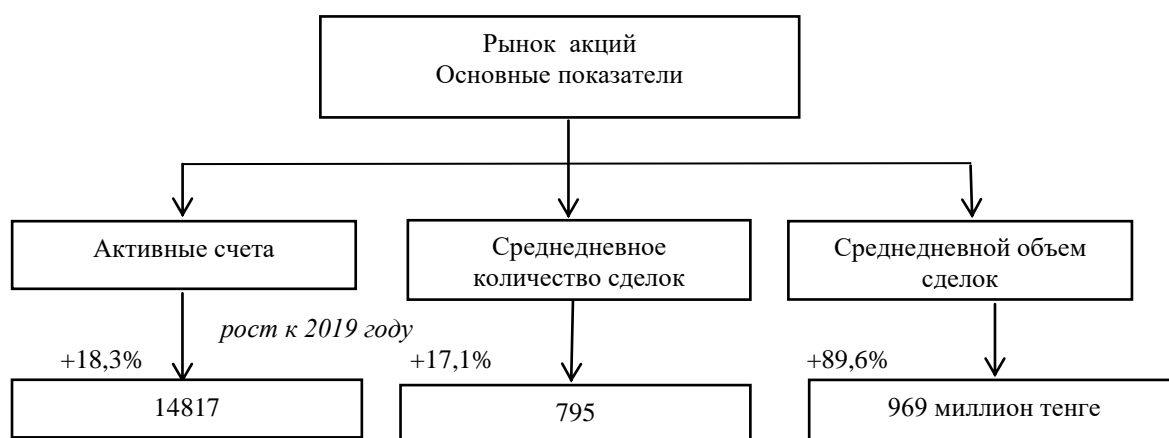 Рынок акций
Основные показатели
Активные счета
Среднедневное
количество сделок
Среднедневной объем
сделок
рост к 2019 году
+18,3%
+17,1%
+89,6%
14817
795
969 миллион тенге